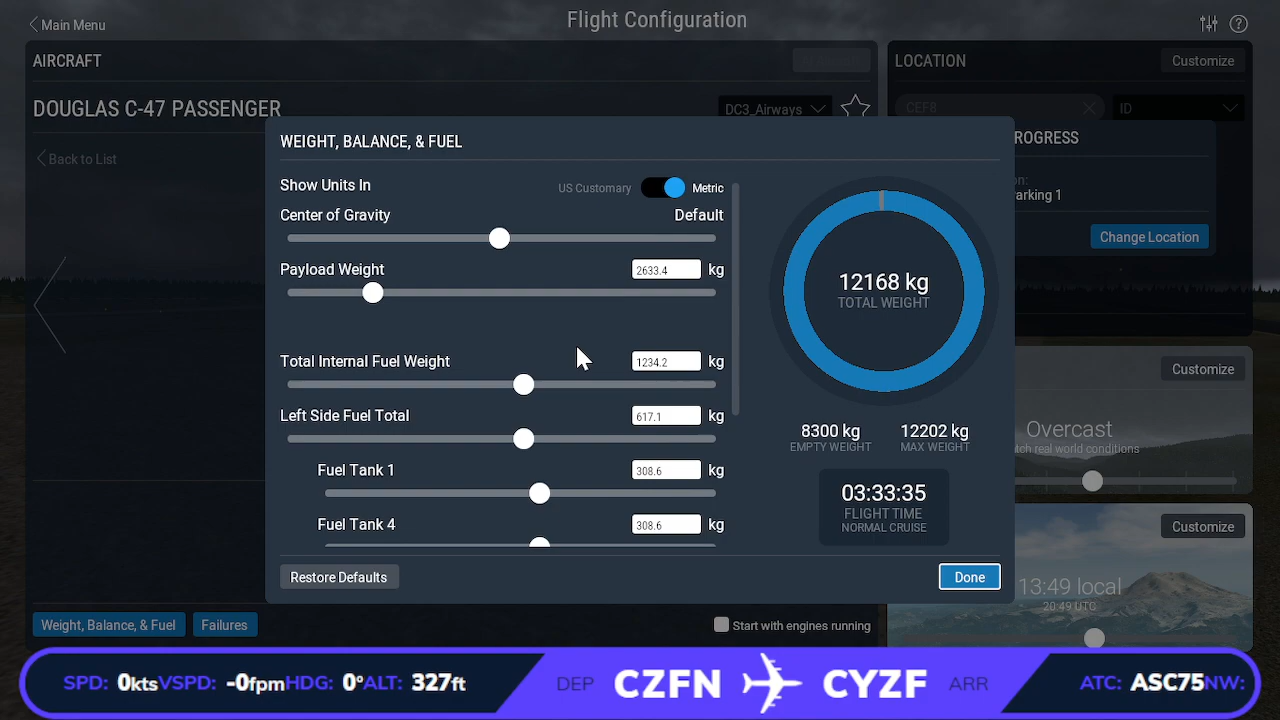 Main Menu
Flight Configuration
AIRCRAFT
LOCATION
Customize
DOUGLAS C-47 PASSENGER
DC3_Airways
CEF8
ID
Back to List
WEIGHT, BALANCE, & FUEL
ROGRESS
on:
arking 1
Change Location
Show Units In
US Customary
Metric
Center of Gravity
Default
Payload Weight
2633.4
kg
Total Internal Fuel Weight
1234.2
kg
Left Side Fuel Total
617.1
kg
Fuel Tank 1
308.6
kg
Fuel Tank 4
308.6
kg
12168 kg
TOTAL WEIGHT
8300 kg
EMPTY WEIGHT
12202 kg
MAX WEIGHT
03:33:35
FLIGHT TIME
NORMAL CRUISE
Restore Defaults
Done
Customize
Overcast
tch real world conditions
Customize
13:49 local
20:49 UTC
Weight, Balance, & Fuel
Failures
Start with engines running
SPD: 0kts VSPD: -0fpm HDG: 0° ALT: 327ft
DEP CZFN CYZF ARR
ATC: ASC75 NW: